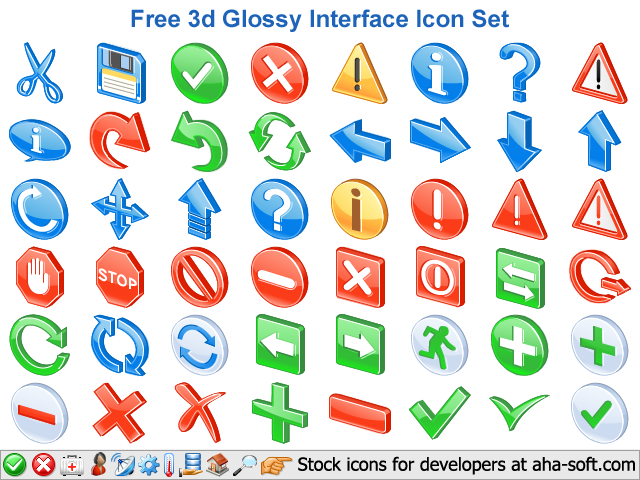 Free 3d Glossy Interface Icon Set
STOP
Stock icons for developers at aha-soft.com